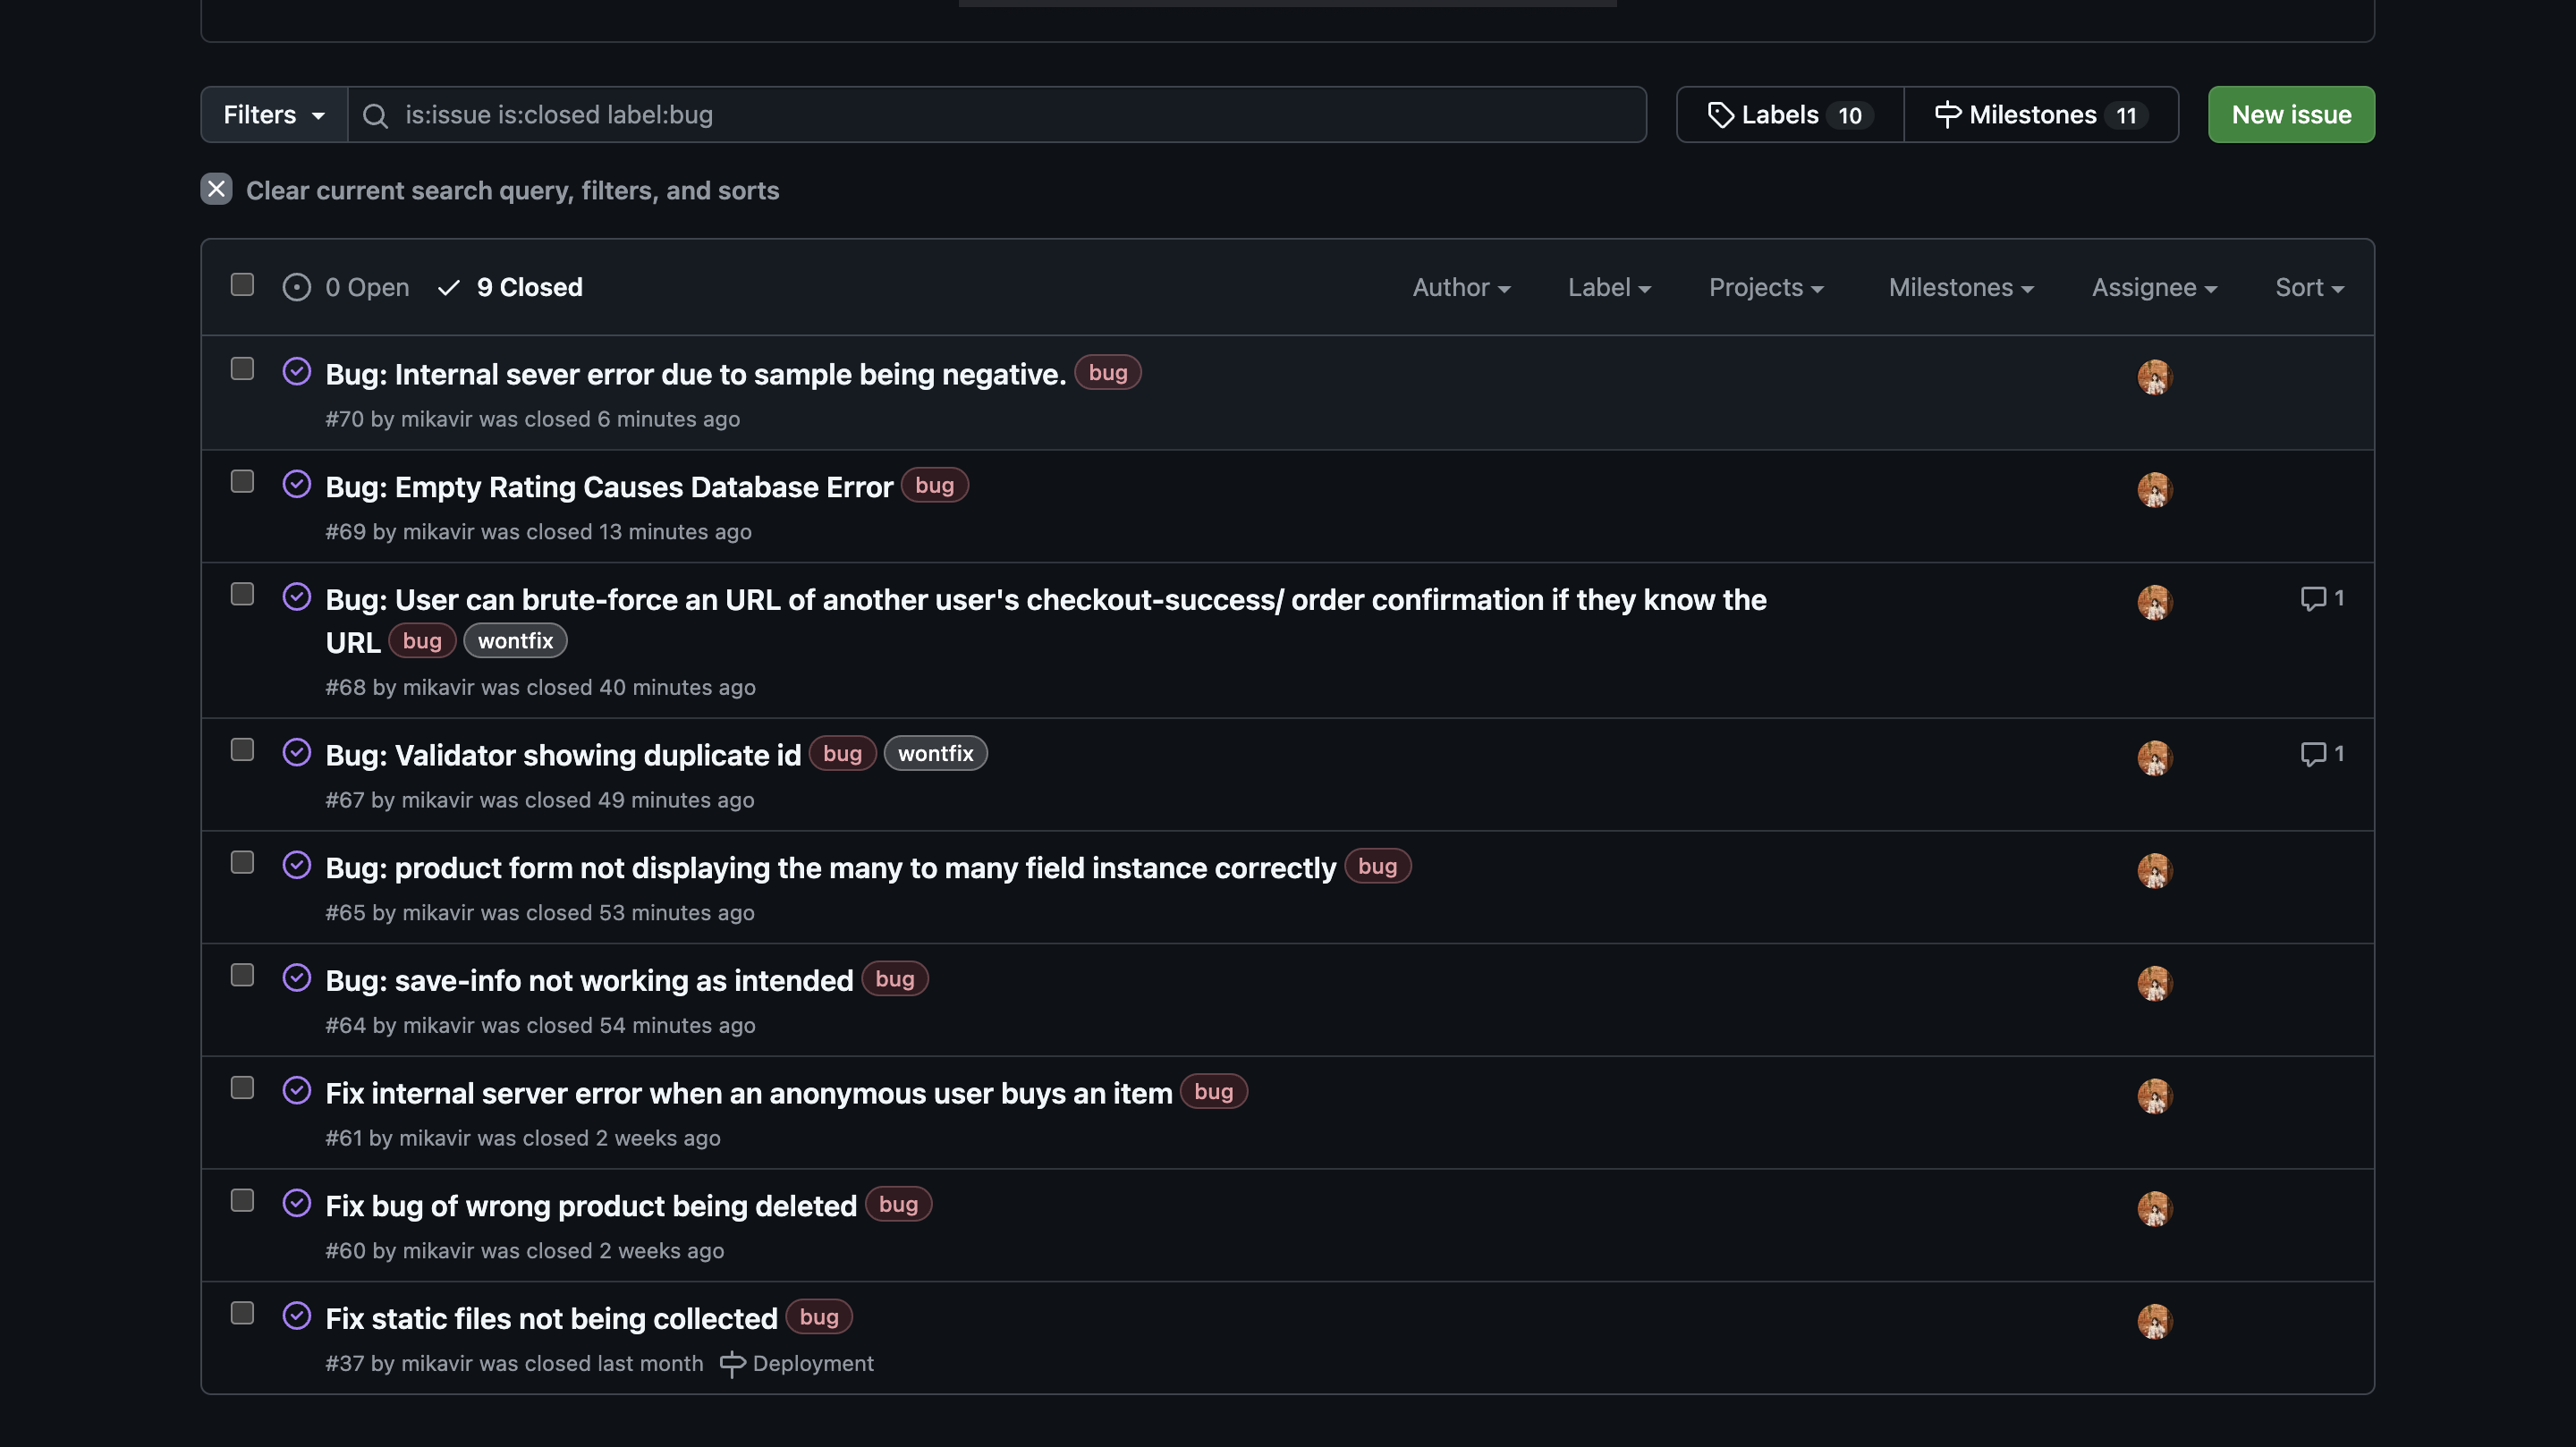 Filters is:issue is:closed label:bug Labels 10 Milestones 11 New issue
Clear current search query, filters, and sorts
0 Open 9 Closed Author Label Projects Milestones Assignee Sort
Bug: Internal sever error due to sample being negative. bug
#70 by mikavir was closed 6 minutes ago
Bug: Empty Rating Causes Database Error bug
#69 by mikavir was closed 13 minutes ago
Bug: User can brute-force an URL of another user's checkout-success/ order confirmation if they know the 1
URL bug wontfix
#68 by mikavir was closed 40 minutes ago
Bug: Validator showing duplicate id bug wontfix 1
#67 by mikavir was closed 49 minutes ago
Bug: product form not displaying the many to many field instance correctly bug
#65 by mikavir was closed 53 minutes ago
Bug: save-info not working as intended bug
#64 by mikavir was closed 54 minutes ago
Fix internal server error when an anonymous user buys an item bug
#61 by mikavir was closed 2 weeks ago
Fix bug of wrong product being deleted bug
#60 by mikavir was closed 2 weeks ago
Fix static files not being collected bug
#37 by mikavir was closed last month Deployment